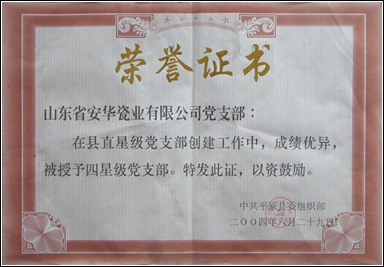 荣誉证书
山东省安华瓷业有限公司党支部：
在县直星级党支部创建工作中，成绩优异，
被授予四星级党支部。特发此证，以资鼓励。
中共平原县委组织部
二〇〇四年六月二十九日